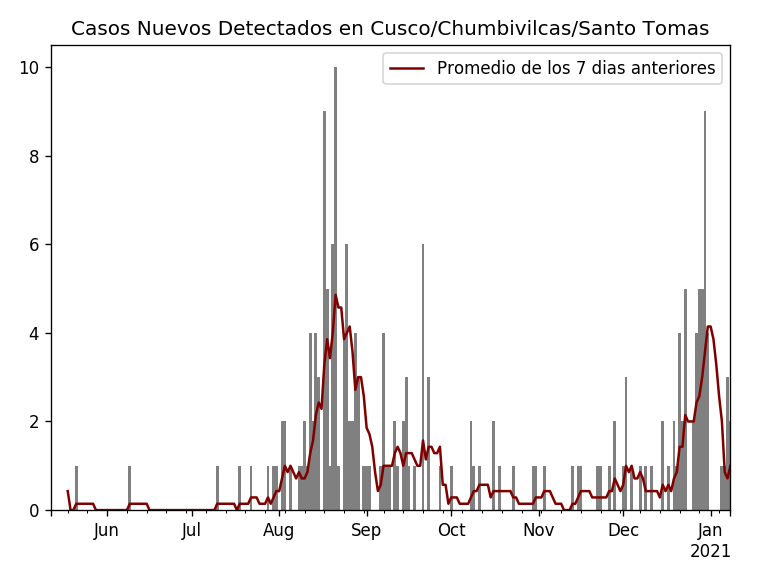 Casos Nuevos Detectados en Cusco/Chumbivilcas/Santo Tomas
Promedio de los 7 dias anteriores
10
8
6
4
2
0
Jun Jul Aug Sep Oct Nov Dec Jan
2021